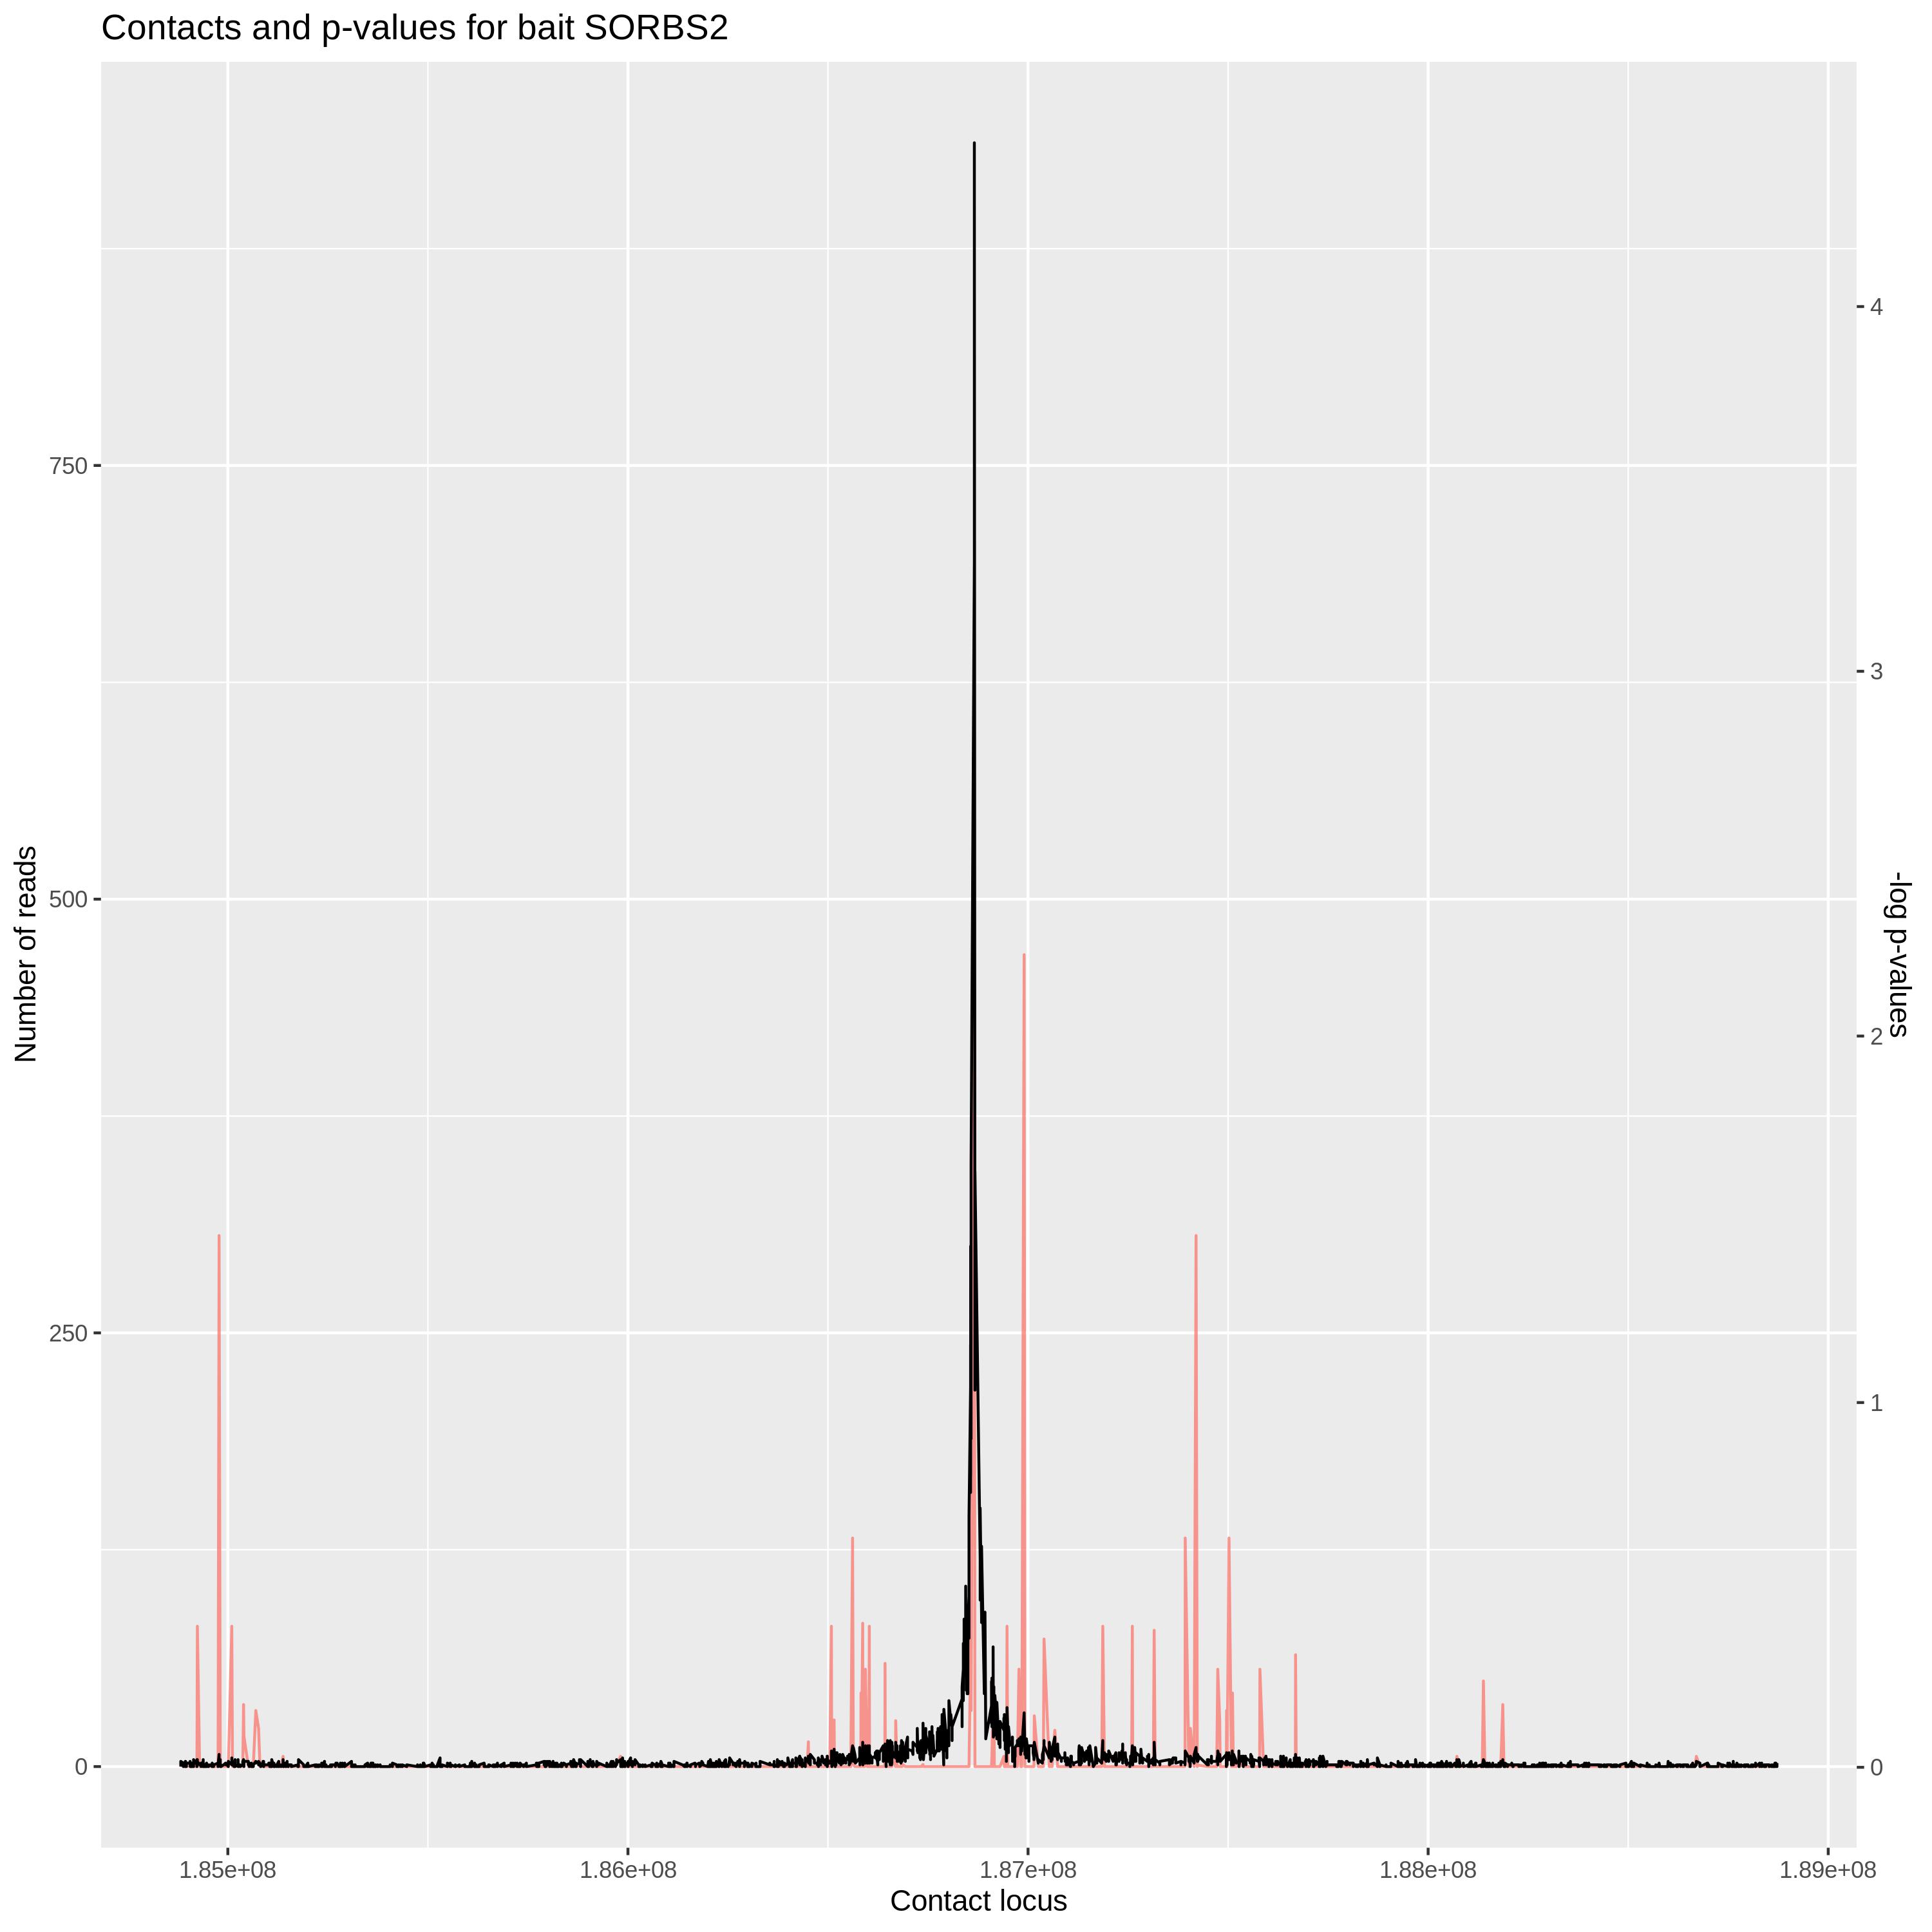 Contacts and p-values for bait SORBS2
Number of reads
750
500
250
0
4
3
2
1
0
-log p-values
1.85e+08 1.86e+08 1.87e+08 1.88e+08 1.89e+08
Contact locus